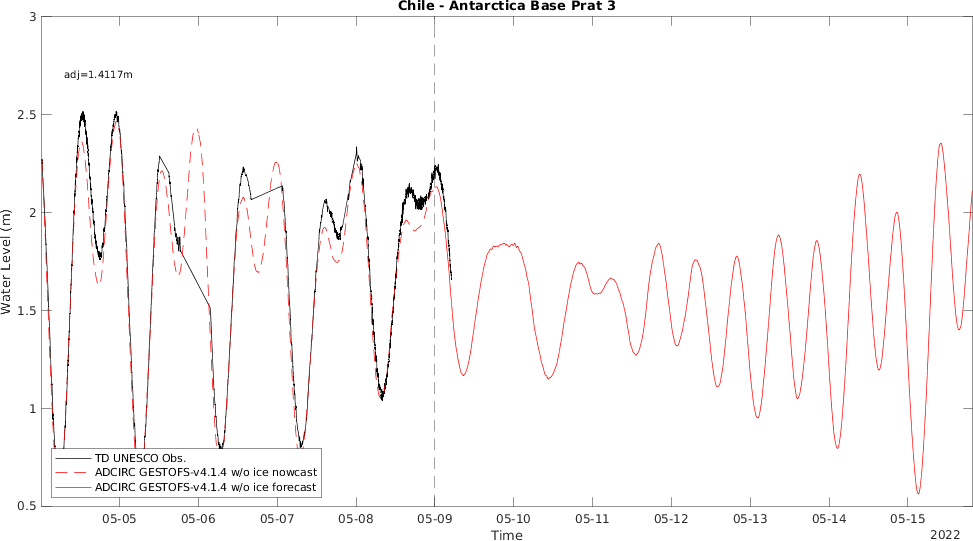 Chile - Antarctica Base Prat 3
adj=1.4117m
Water Level (m)
3
2.5
2
1.5
1
0.5
TD UNESCO Obs.
ADCIRC GESTOFS-v4.1.4 w/o ice nowcast
ADCIRC GESTOFS-v4.1.4 w/o ice forecast
05-05 05-06 05-07 05-08 05-09 05-10 05-11 05-12 05-13 05-14 05-15
Time
2022